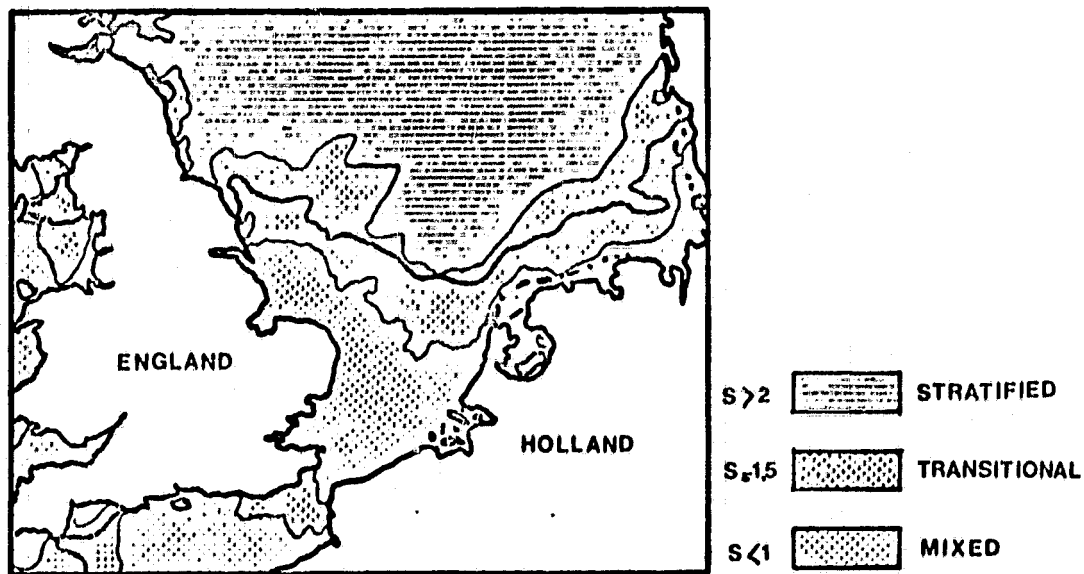 ENGLAND
HOLLAND
S>2 STRATIFIED
S=1,5 TRANSITIONAL
S<1 MIXED